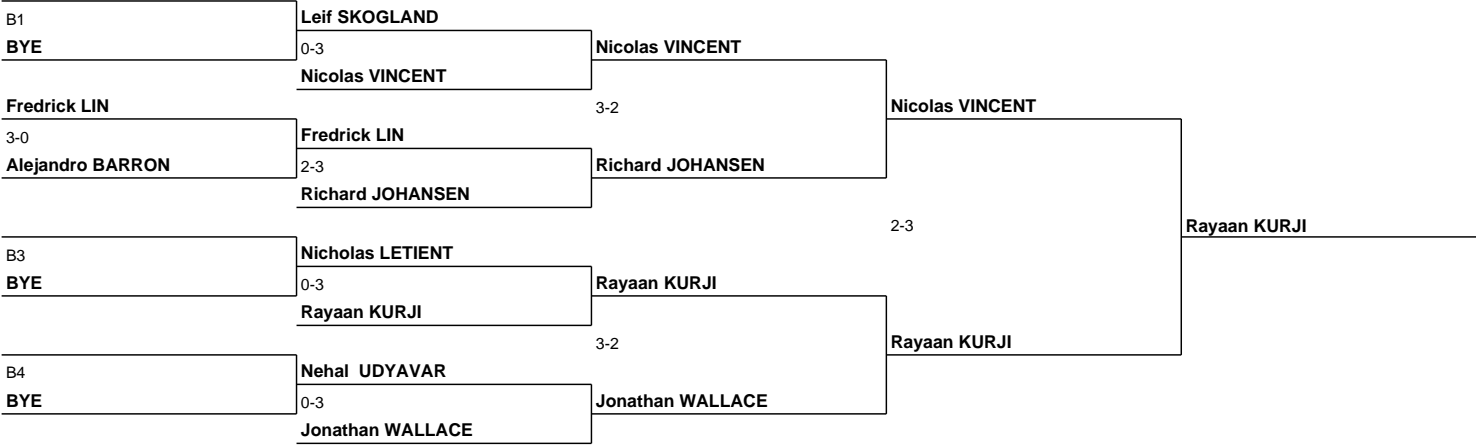 B1
BYE
Fredrick LIN
3-0
Alejandro BARRON
B3
BYE
B4
BYE
Leif SKOGLAND
0-3
Nicolas VINCENT
Fredrick LIN
2-3
Richard JOHANSEN
Nicholas LETIENT
0-3
Rayaan KURJI
Nehal  UDYAVAR
0-3
Jonathan WALLACE
Nicolas VINCENT
3-2
Richard JOHANSEN
Rayaan KURJI
3-2
Jonathan WALLACE
Nicolas VINCENT
2-3
Rayaan KURJI
Rayaan KURJI